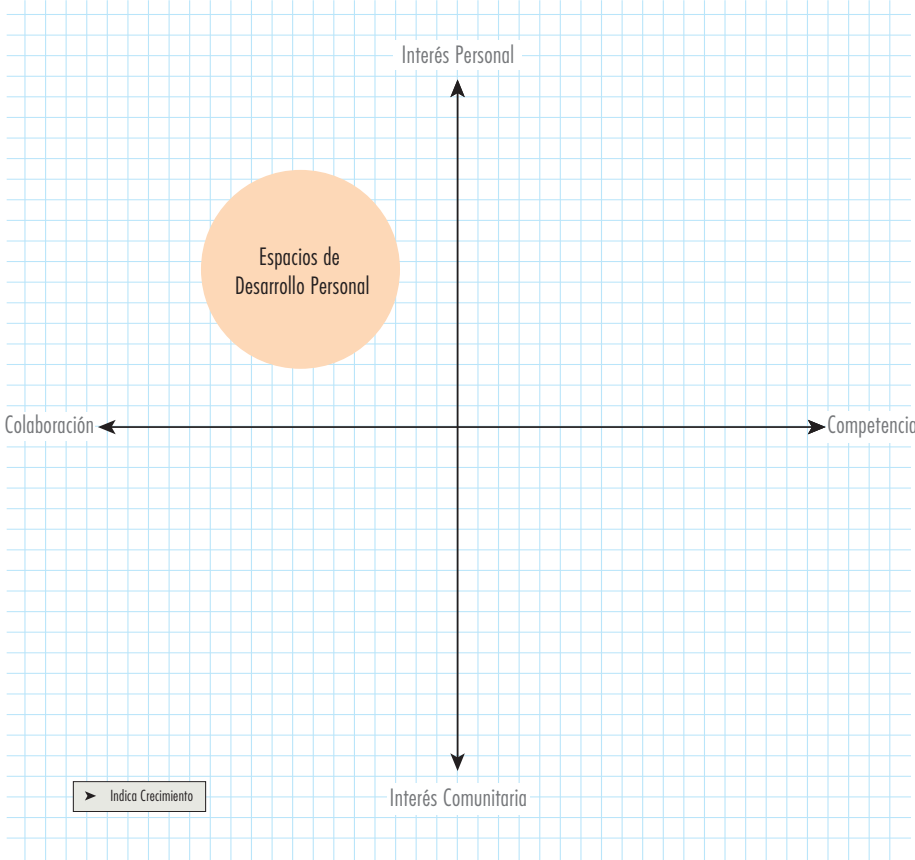 Interés Personal
Espacios de
Desarrollo Personal
Colaboración
Competencia
Indica Crecimiento
Interés Comunitaria